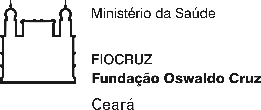 Ministério da Saúde
FIOCRUZ
Fundação Oswaldo Cruz
Ceará